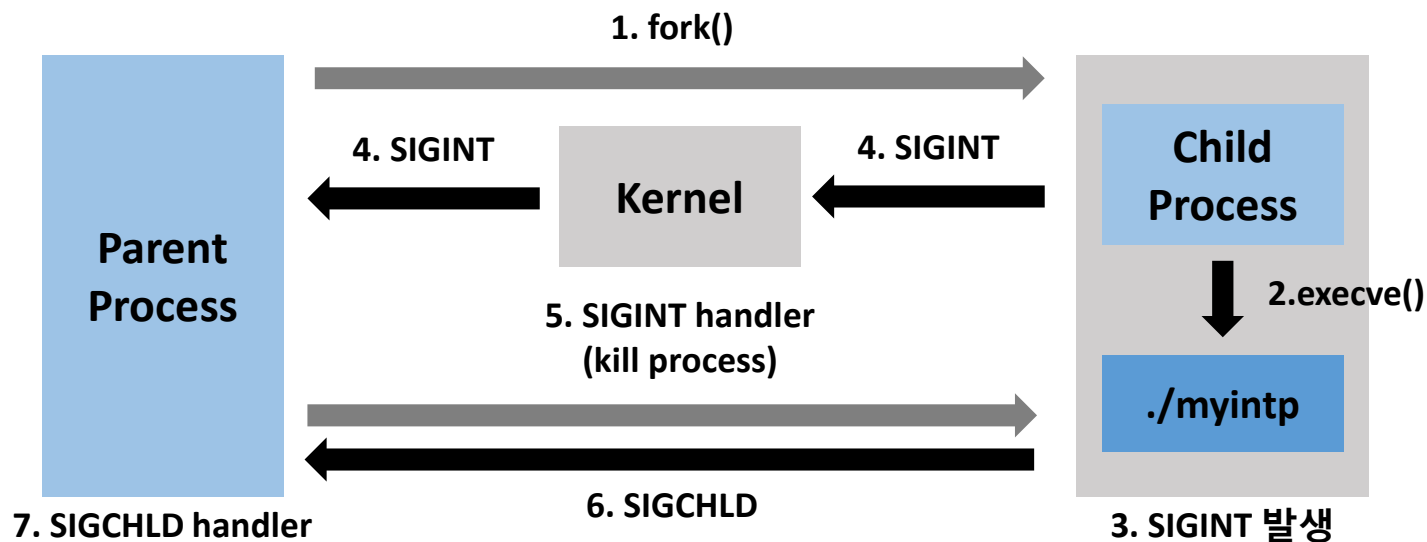 1. fork()
4. SIGINT
4. SIGINT
Kernel
Child
Process
Parent
Process
2.execve()
5. SIGINT handler
(kill process)
./myintp
6. SIGCHLD
7. SIGCHLD handler
3. SIGINT 발생